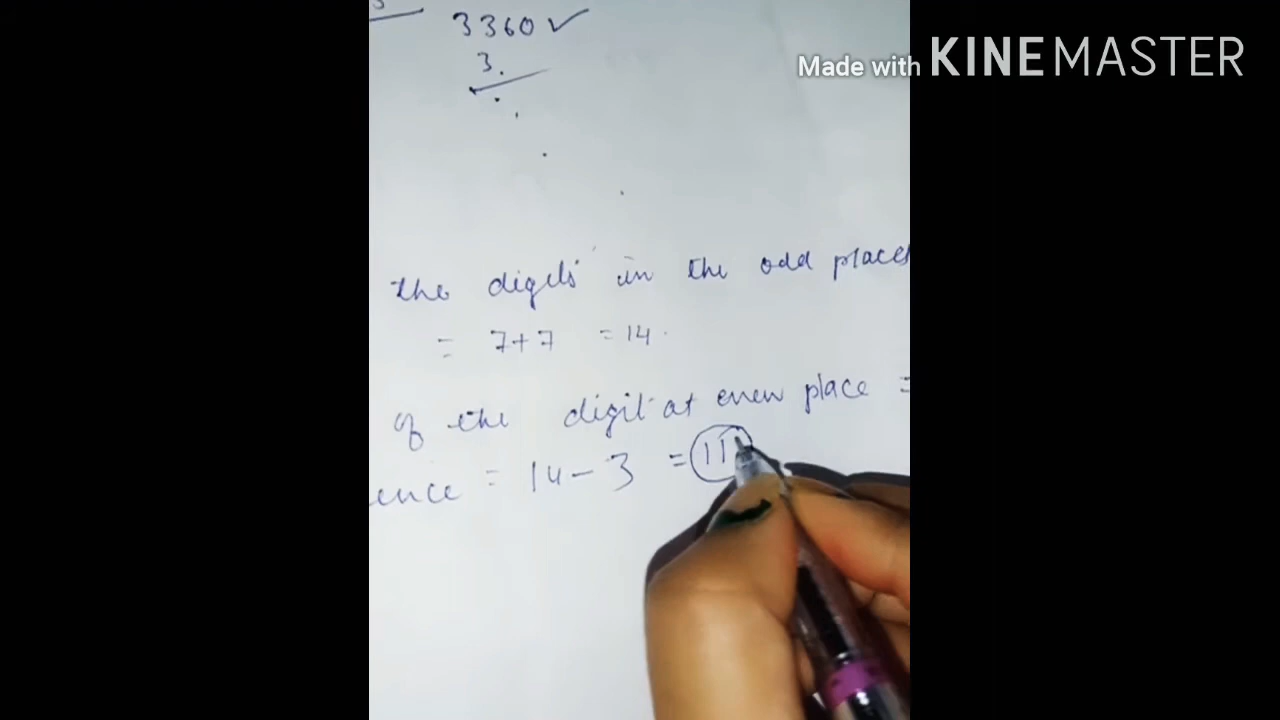 3360 ✓
3.
Made with KINEMASTER
the digits in the odd places
= 7+7 = 14
of the digit at even place =
ence = 14 - 3 = 11